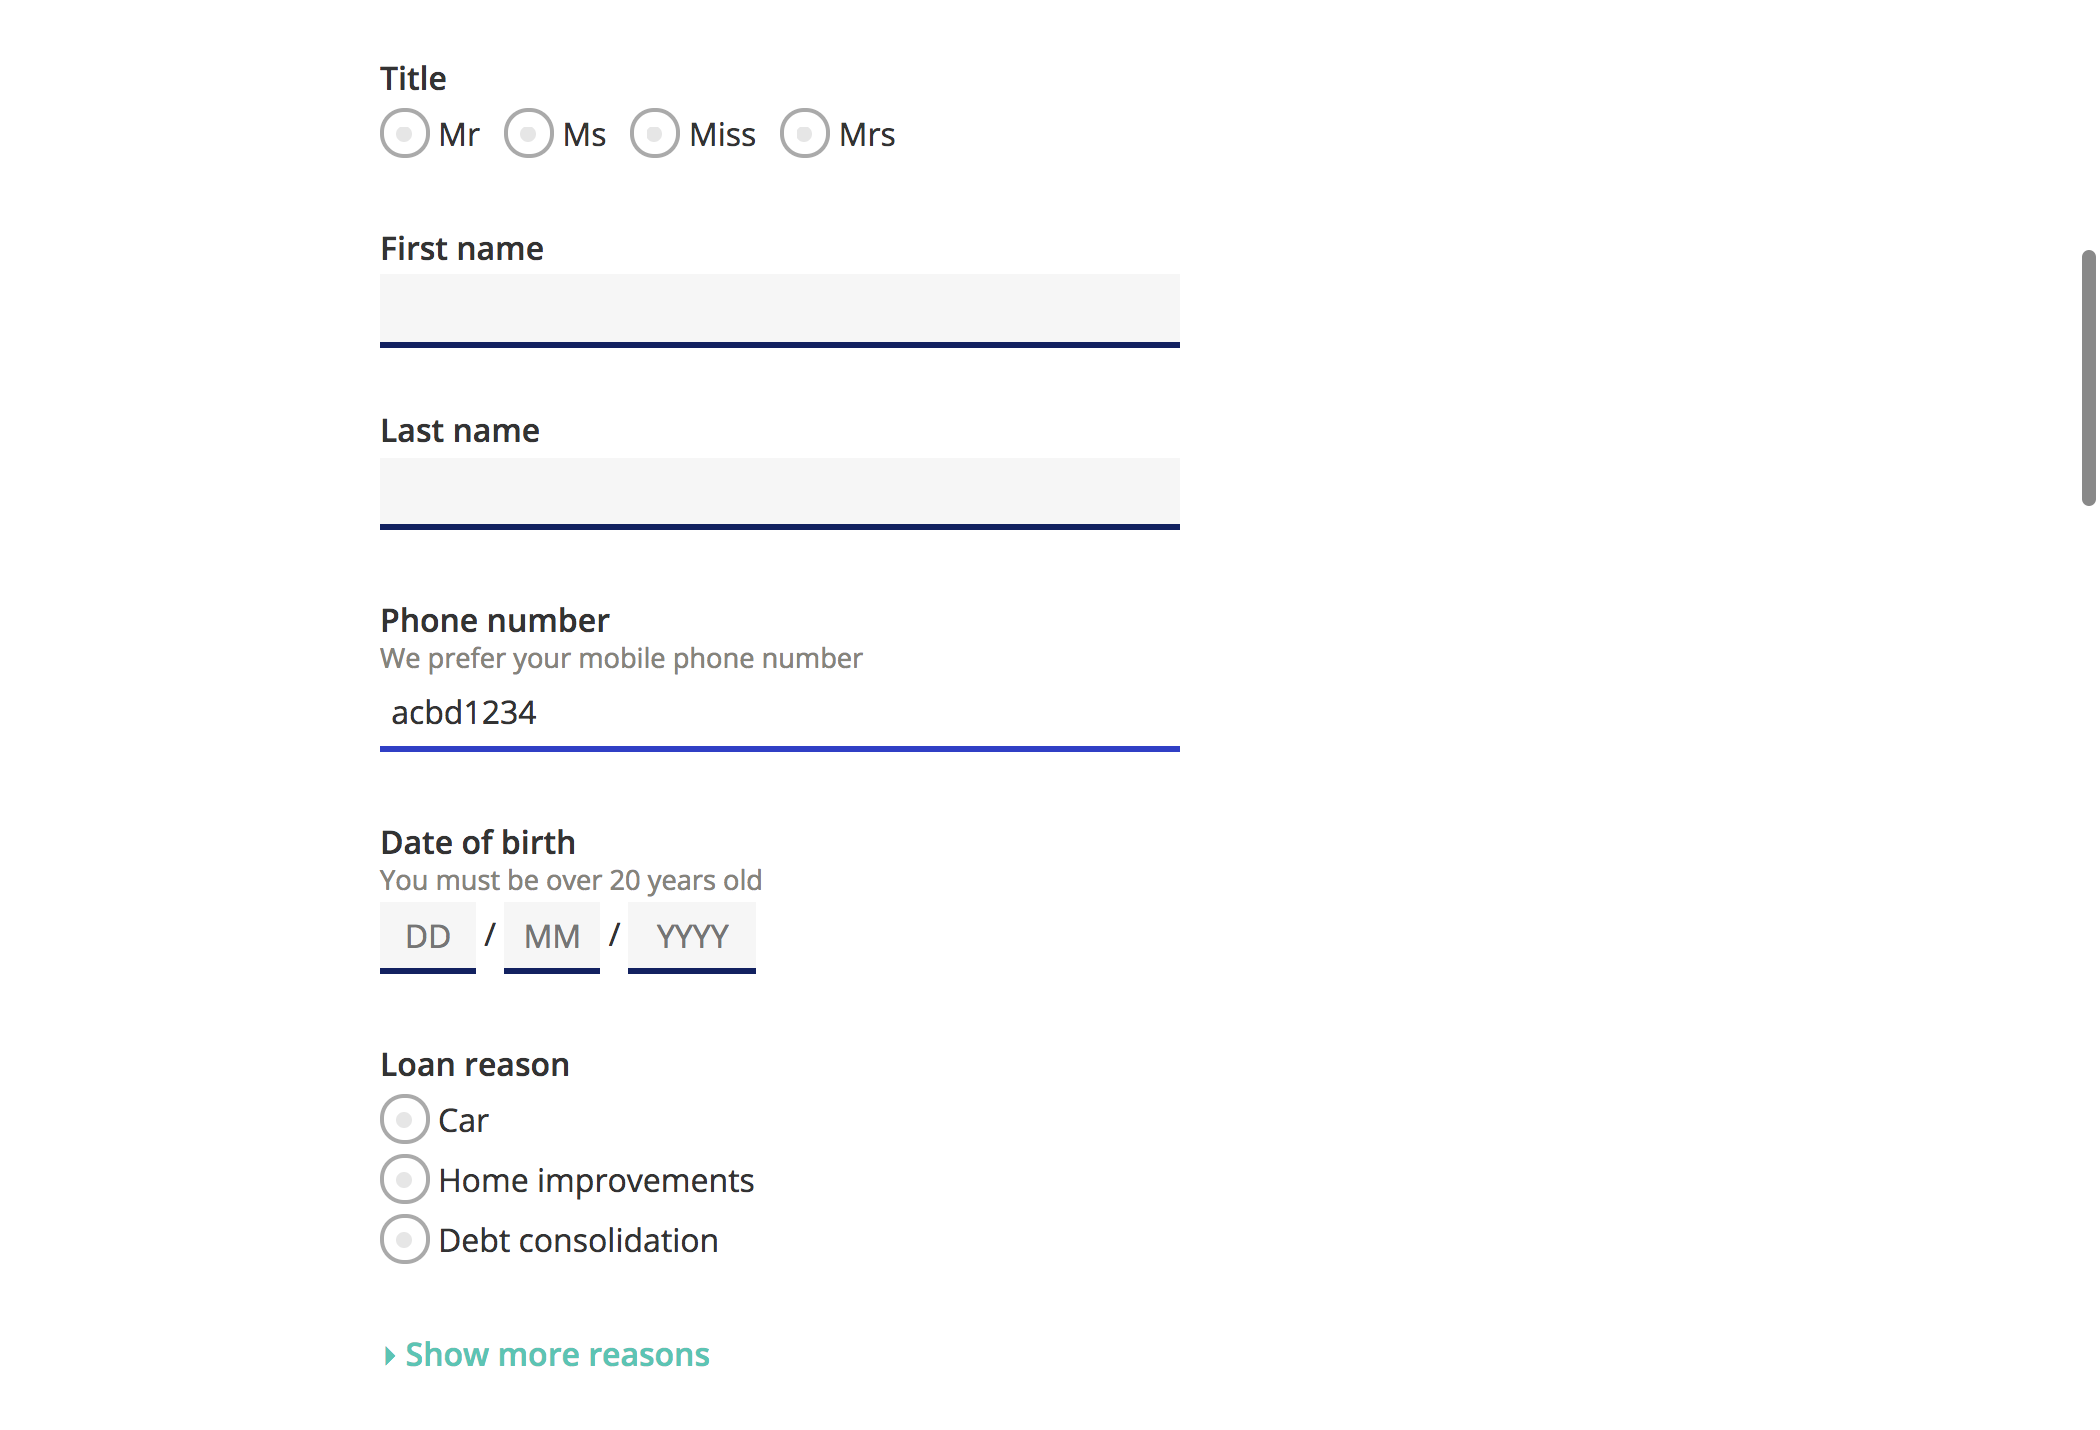 Title
Mr Ms Miss Mrs
First name
Last name
Phone number
We prefer your mobile phone number
acbd1234
Date of birth
You must be over 20 years old
DD / MM / YYYY
Loan reason
Car
Home improvements
Debt consolidation
Show more reasons